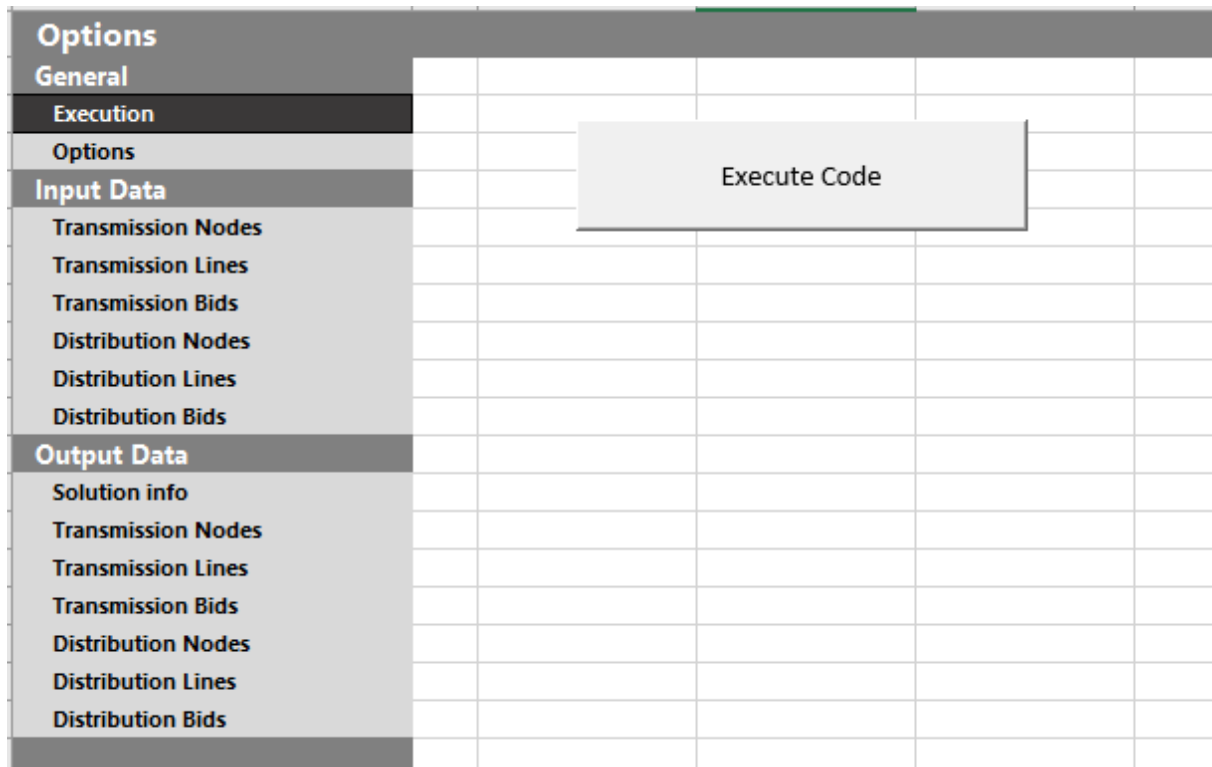 Options
General
Execution
Options
Execute Code
Input Data
Transmission Nodes
Transmission Lines
Transmission Bids
Distribution Nodes
Distribution Lines
Distribution Bids
Output Data
Solution info
Transmission Nodes
Transmission Lines
Transmission Bids
Distribution Nodes
Distribution Lines
Distribution Bids